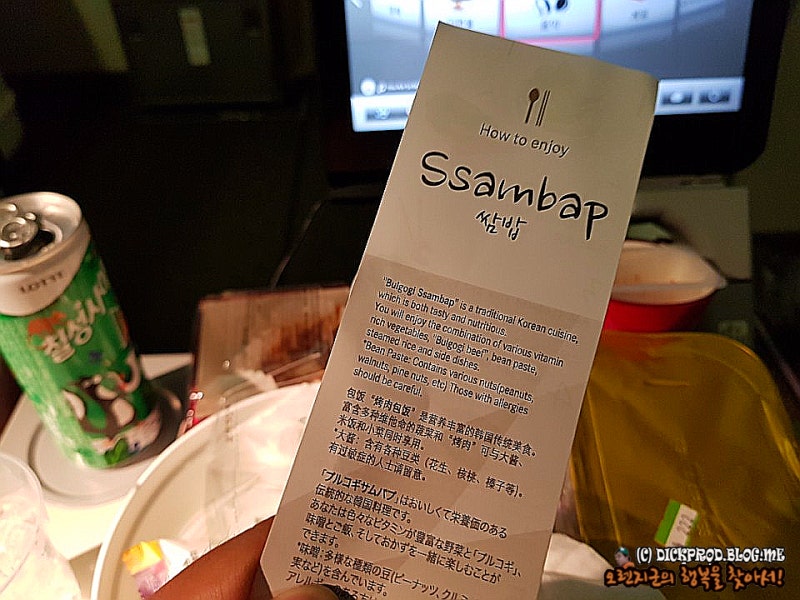 How to enjoy
Ssambap
쌈밥
"Bulgogi Ssambap" is a traditional Korean cuisine,
which is both tasty and nutritious.
You will enjoy the combination of various vitamin
rich vegetables, "Bulgogi beef", bean paste,
steamed rice and side dishes.
*Bean Paste: Contains various nuts(peanuts,
walnuts, pine nuts, etc) Those with allergies
should be careful.
包饭 “烤肉包饭” 是营养丰富的韩国传统美食。
富含多种维他命的蔬菜和 “烤肉” 可与大酱、
米饭和小菜同时享用。
*大酱: 含有各种豆类 (花生、核桃、榛子等)。
有过敏症的人士请留意。
「プルコギサムパプ」はおいしくて栄養価のある
伝統的な韓国料理です。
あなたは色々なビタミンが豊富な野菜と「プルコギ」、
味噌とご飯、そしておかずを一緒に楽しむことが
できます。
*味噌: 多様な種類の豆(ピーナッツ、クルミ
実など)を含んでいます。
アレルギ
LOTTE
칠성사이
(C) DICKPROD.BLOG.ME
오렌지군의 행복을 찾아서!